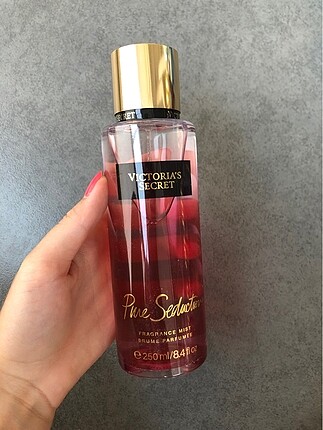 VICTORIA'S
SECRET
Pure Seduction
FRAGRANCE MIST
BRUME PARFUMÉE
℮ 250 ml/8.4 fl oz